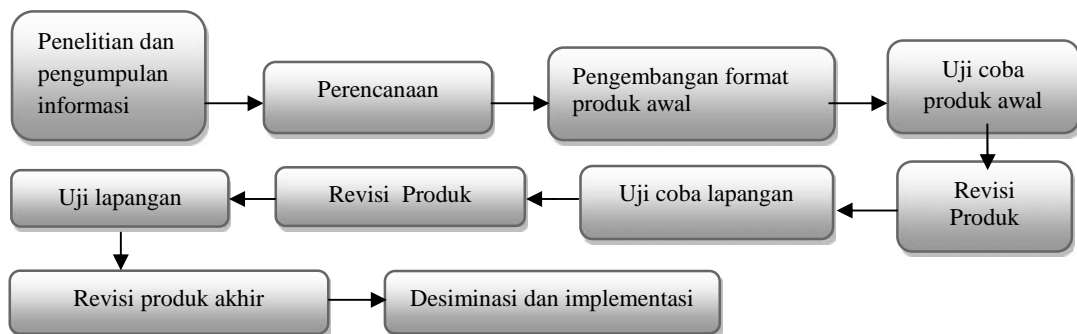 Penelitian dan
pengumpulan
informasi
Perencanaan
Pengembangan format
produk awal
Uji coba
produk awal
Revisi
Produk
Uji coba lapangan
Revisi Produk
Uji lapangan
Revisi produk akhir
Desiminasi dan implementasi